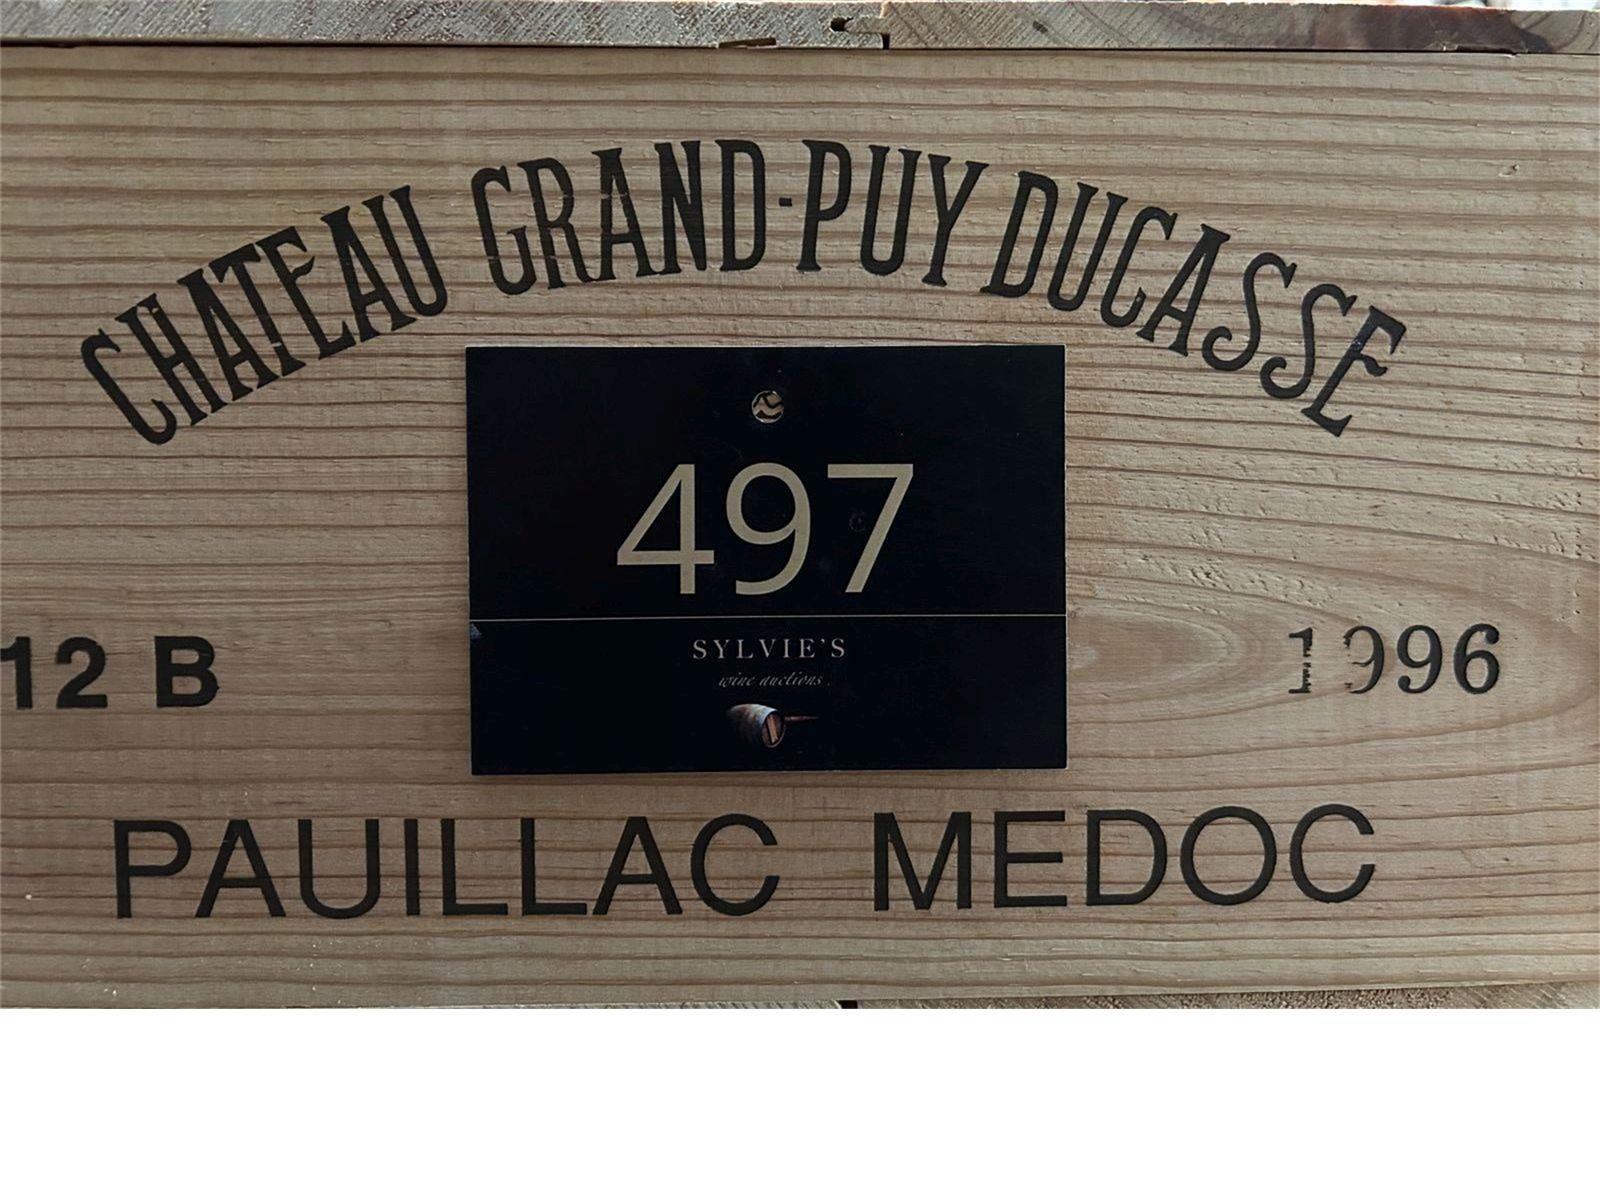 CHATEAU GRAND-PUY DUCASSE
497
SYLVIE'S
wine auctions
12 B
1996
PAUILLAC MEDOC